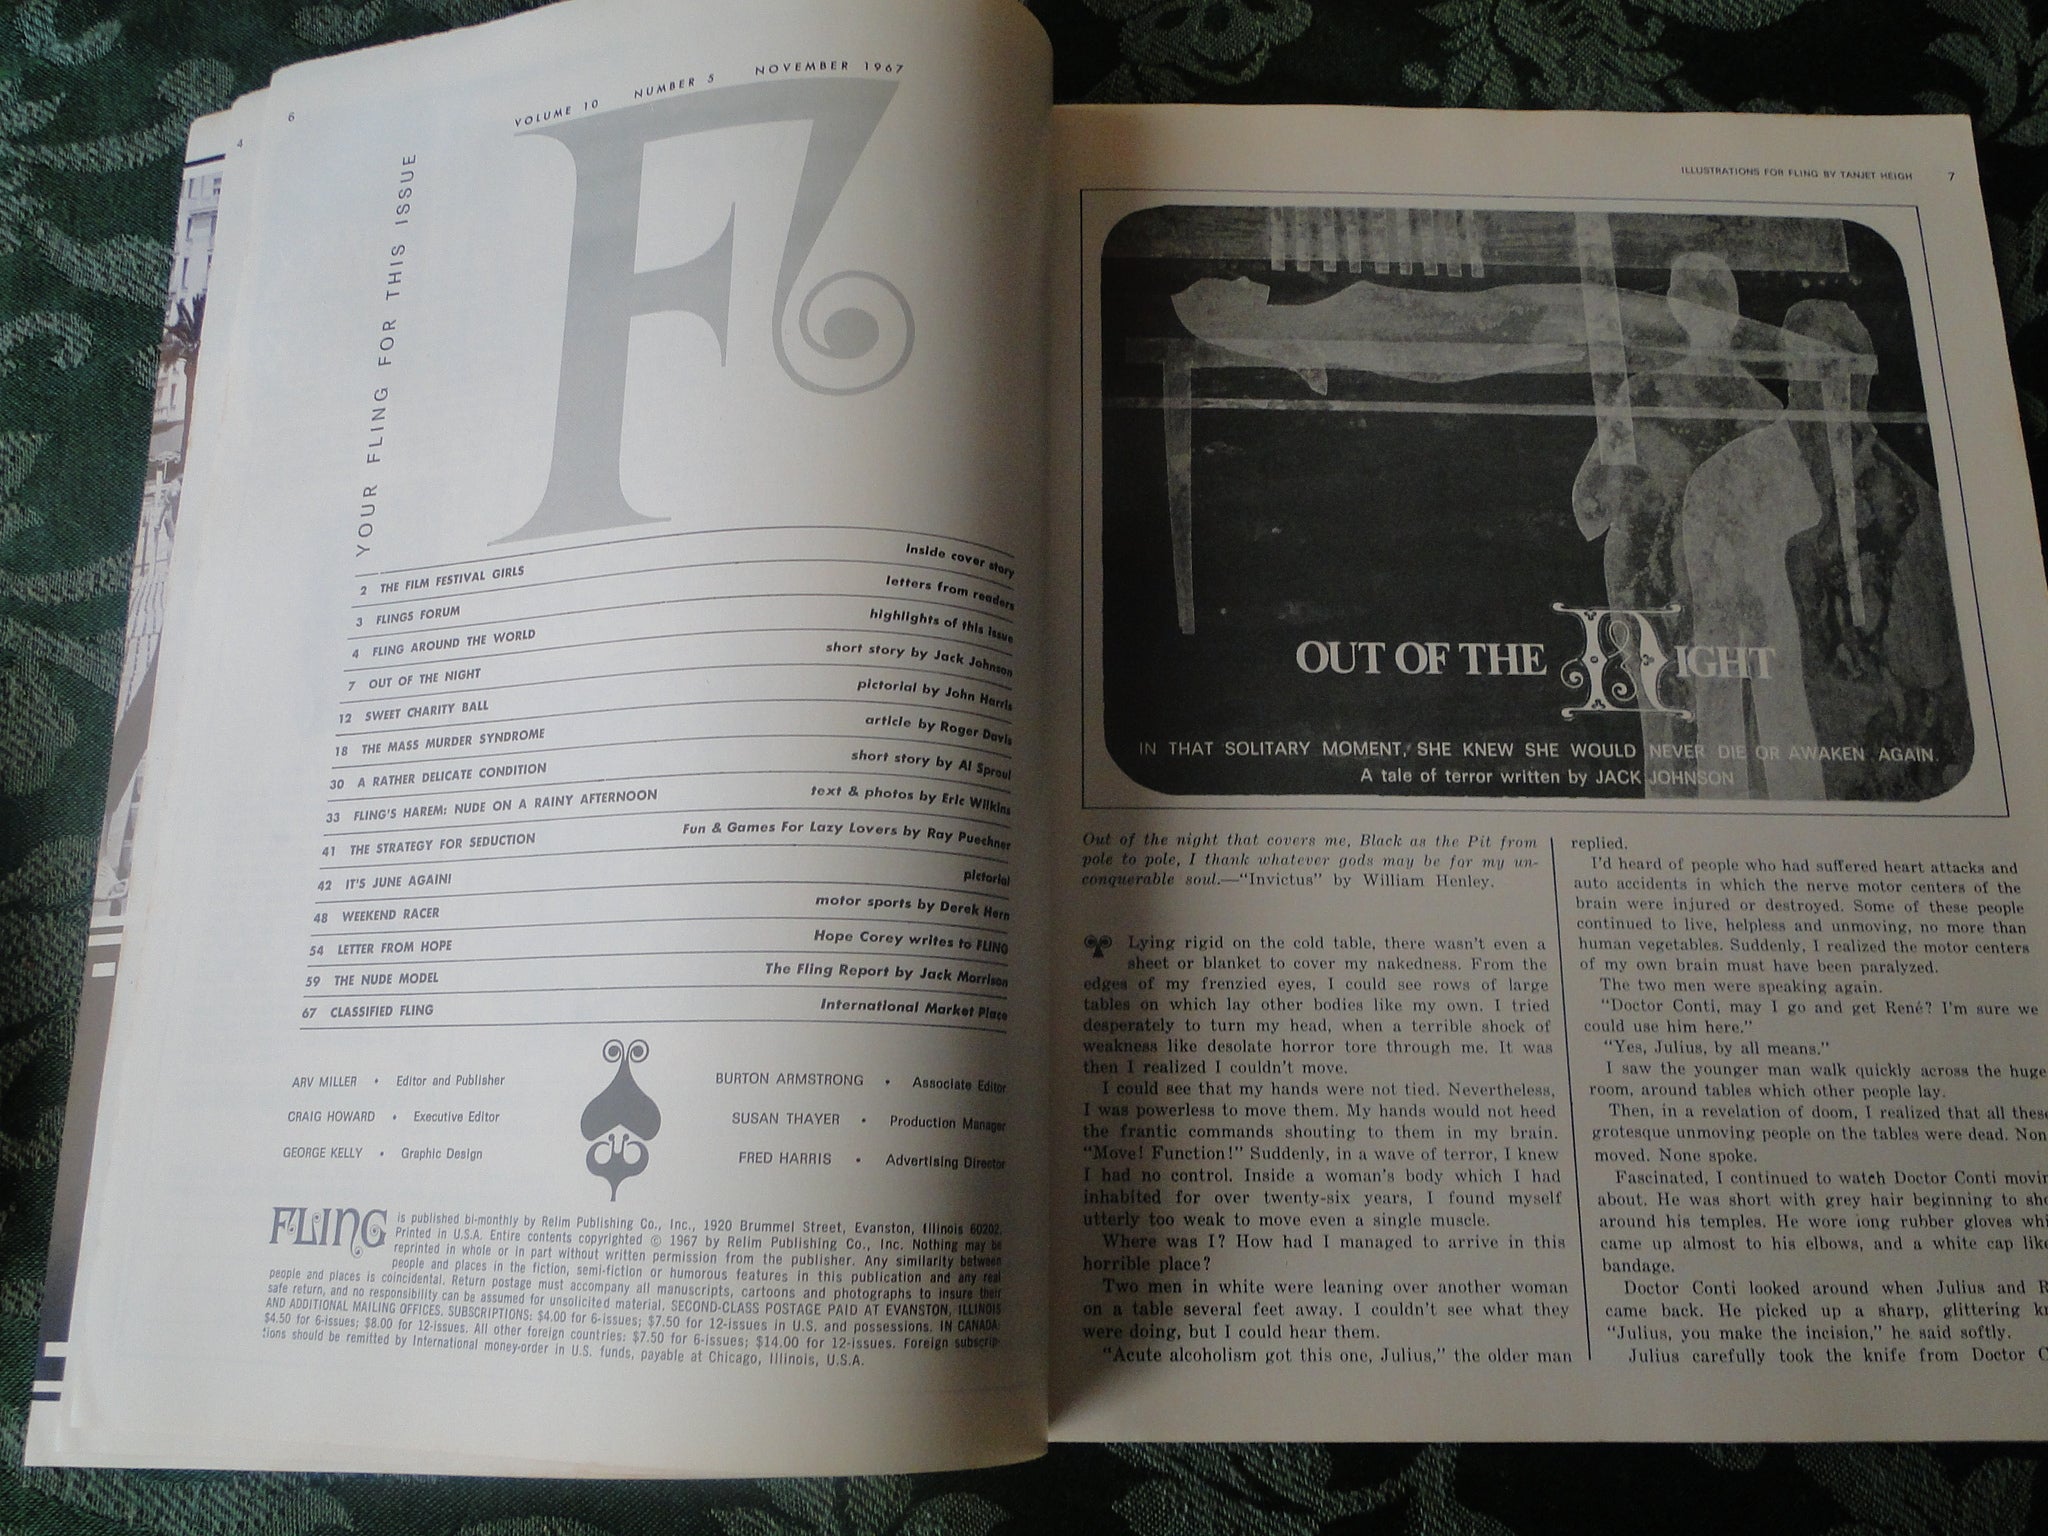 4
6
VOLUME 10 NUMBER 5 NOVEMBER 1967
F
YOUR FLING FOR THIS ISSUE
2 THE FILM FESTIVAL GIRLS inside cover story
3 FLINGS FORUM letters from readers
4 FLING AROUND THE WORLD highlights of this issue
7 OUT OF THE NIGHT short story by Jack Johnson
12 SWEET CHARITY BALL pictorial by John Harris
18 THE MASS MURDER SYNDROME article by Roger Davis
30 A RATHER DELICATE CONDITION short story by Al Sproul
33 FLING'S HAREM: NUDE ON A RAINY AFTERNOON text & photos by Eric Wilkins
41 THE STRATEGY FOR SEDUCTION Fun & Games For Lazy Lovers by Ray Puechner
42 IT'S JUNE AGAIN! pictorial
48 WEEKEND RACER motor sports by Derek Hern
54 LETTER FROM HOPE Hope Corey writes to FLING
59 THE NUDE MODEL The Fling Report by Jack Morrison
67 CLASSIFIED FLING International Market Place
ARV MILLER • Editor and Publisher
CRAIG HOWARD • Executive Editor
GEORGE KELLY • Graphic Design
BURTON ARMSTRONG • Associate Editor
SUSAN THAYER • Production Manager
FRED HARRIS • Advertising Director
FLING is published bi-monthly by Relim Publishing Co., Inc., 1920 Brummel Street, Evanston, Illinois 60202.
Printed in U.S.A. Entire contents copyrighted © 1967 by Relim Publishing Co., Inc. Nothing may be
reprinted in whole or in part without written permission from the publisher. Any similarity between
people and places in the fiction, semi-fiction or humorous features in this publication and any real
people and places is coincidental. Return postage must accompany all manuscripts, cartoons and photographs to insure their
safe return, and no responsibility can be assumed for unsolicited material. SECOND-CLASS POSTAGE PAID AT EVANSTON, ILLINOIS
AND ADDITIONAL MAILING OFFICES. SUBSCRIPTIONS: $4.00 for 6-issues; $7.50 for 12-issues in U.S. and possessions. IN CANADA:
$4.50 for 6-issues; $8.00 for 12-issues. All other foreign countries: $7.50 for 6-issues; $14.00 for 12-issues. Foreign subscrip-
tions should be remitted by International money-order in U.S. funds, payable at Chicago, Illinois, U.S.A.
ILLUSTRATIONS FOR FLING BY TANJET HEIGH 7
OUT OF THE NIGHT
IN THAT SOLITARY MOMENT, SHE KNEW SHE WOULD NEVER DIE OR AWAKEN AGAIN.
A tale of terror written by JACK JOHNSON
Out of the night that covers me, Black as the Pit from
pole to pole, I thank whatever gods may be for my un-
conquerable soul.—"Invictus" by William Henley.
Lying rigid on the cold table, there wasn't even a
sheet or blanket to cover my nakedness. From the
edges of my frenzied eyes, I could see rows of large
tables on which lay other bodies like my own. I tried
desperately to turn my head, when a terrible shock of
weakness like desolate horror tore through me. It was
then I realized I couldn't move.
I could see that my hands were not tied. Nevertheless,
I was powerless to move them. My hands would not heed
the frantic commands shouting to them in my brain.
"Move! Function!" Suddenly, in a wave of terror, I knew
I had no control. Inside a woman's body which I had
inhabited for over twenty-six years, I found myself
utterly too weak to move even a single muscle.
Where was I? How had I managed to arrive in this
horrible place?
Two men in white were leaning over another woman
on a table several feet away. I couldn't see what they
were doing, but I could hear them.
"Acute alcoholism got this one, Julius," the older man
replied.
I'd heard of people who had suffered heart attacks and
auto accidents in which the nerve motor centers of the
brain were injured or destroyed. Some of these people
continued to live, helpless and unmoving, no more than
human vegetables. Suddenly, I realized the motor centers
of my own brain must have been paralyzed.
The two men were speaking again.
"Doctor Conti, may I go and get René? I'm sure we
could use him here."
"Yes, Julius, by all means."
I saw the younger man walk quickly across the huge
room, around tables which other people lay.
Then, in a revelation of doom, I realized that all these
grotesque unmoving people on the tables were dead. Non
moved. None spoke.
Fascinated, I continued to watch Doctor Conti movin
about. He was short with grey hair beginning to sho
around his temples. He wore long rubber gloves whi
came up almost to his elbows, and a white cap like
bandage.
Doctor Conti looked around when Julius and R
came back. He picked up a sharp, glittering kn
"Julius, you make the incision," he said softly.
Julius carefully took the knife from Doctor C